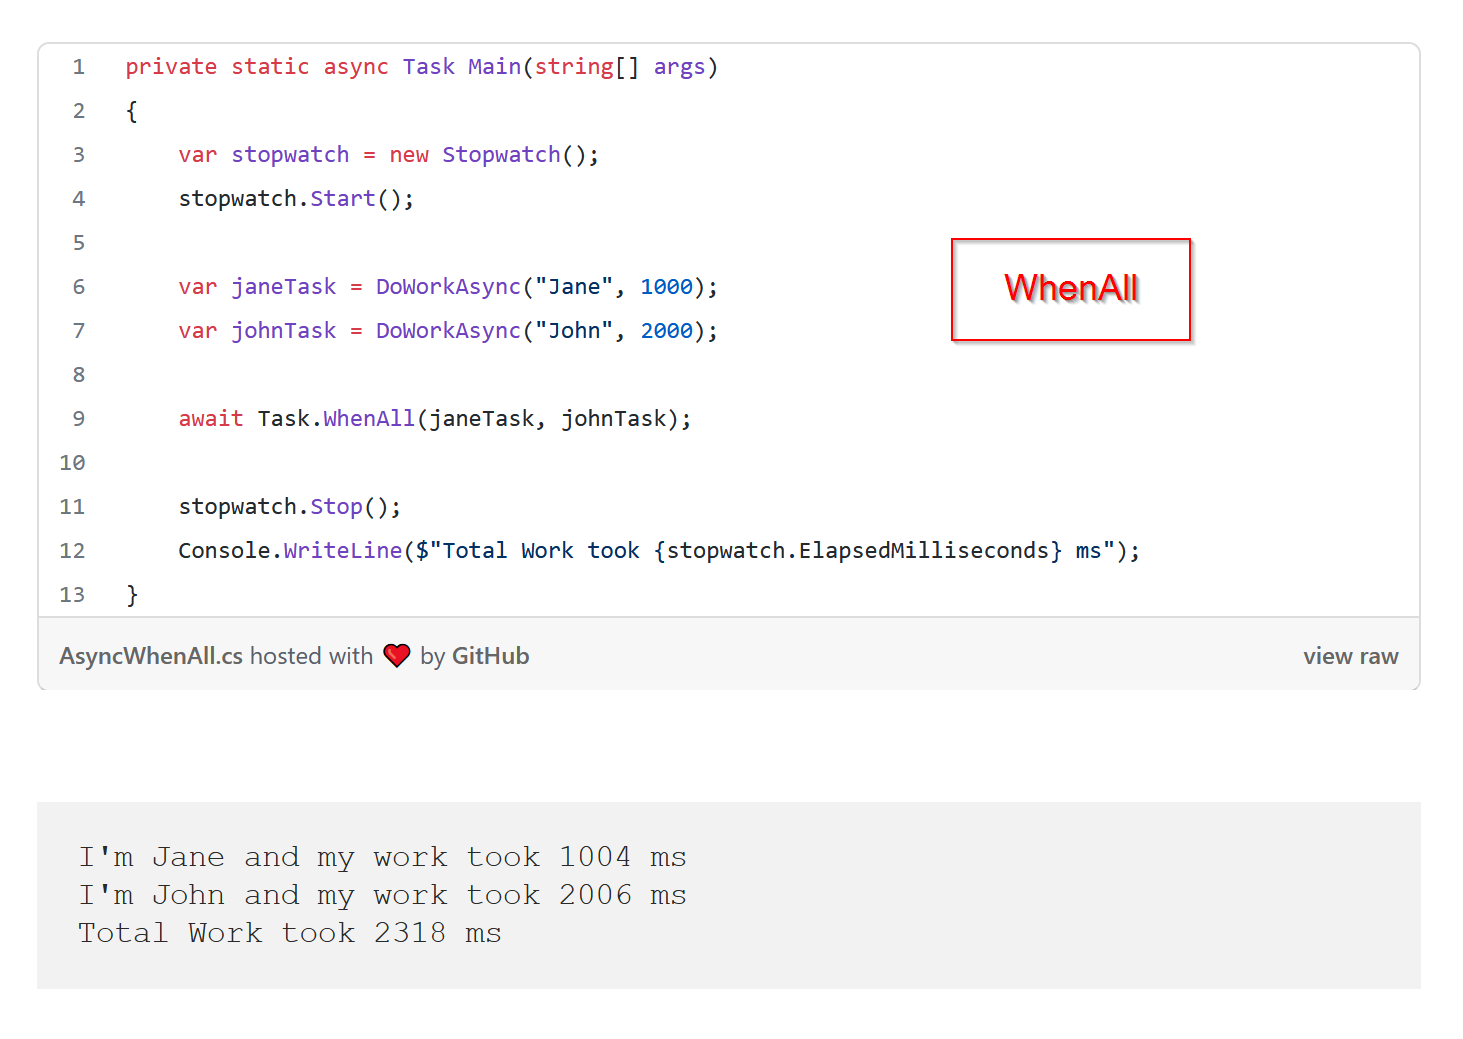 1 private static async Task Main(string[] args)
2 {
3 var stopwatch = new Stopwatch();
4 stopwatch.Start();
5
6 var janeTask = DoWorkAsync("Jane", 1000);
7 var johnTask = DoWorkAsync("John", 2000);
8
9 await Task.WhenAll(janeTask, johnTask);
10
11 stopwatch.Stop();
12 Console.WriteLine($"Total Work took {stopwatch.ElapsedMilliseconds} ms");
13 }
WhenAll
AsyncWhenAll.cs hosted with ❤ by GitHub
view raw
I'm Jane and my work took 1004 ms
I'm John and my work took 2006 ms
Total Work took 2318 ms